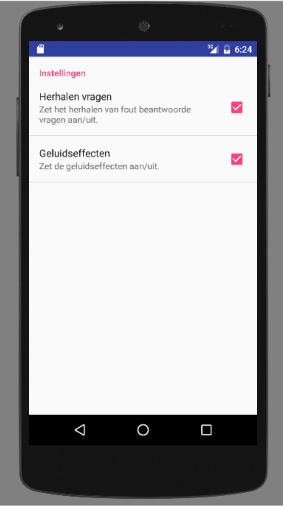 6:24
Instellingen
Herhalen vragen
Zet het herhalen van fout beantwoorde
vragen aan/uit.
Geluidseffecten
Zet de geluidseffecten aan/uit.